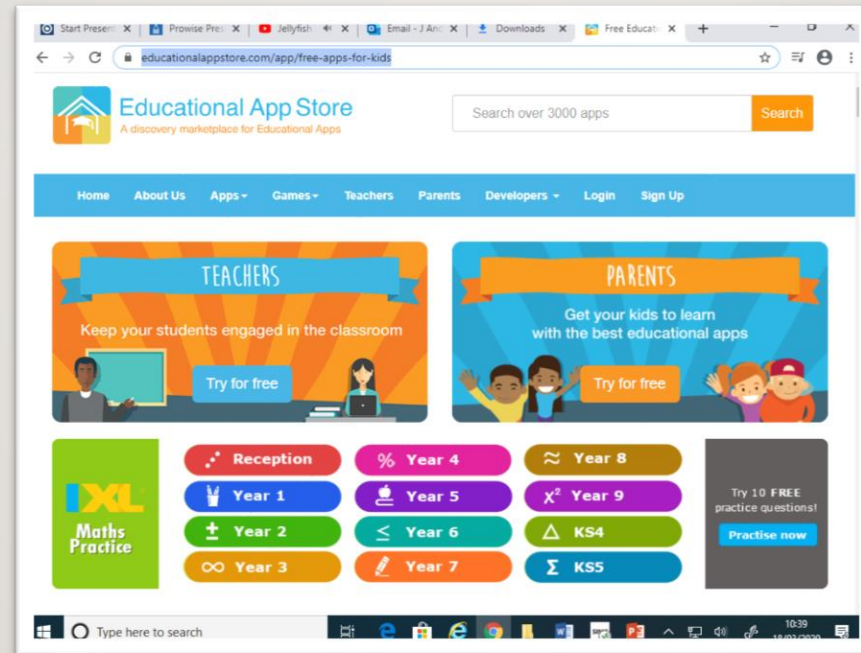 Start Present
Prowise Pres
Jellyfish
Email - J And
Downloads
Free Educati
educationalappstore.com/app/free-apps-for-kids
Educational App Store
A discovery marketplace for Educational Apps
Search over 3000 apps
Search
Home About Us Apps Games Teachers Parents Developers Login Sign Up
TEACHERS
Keep your students engaged in the classroom
Try for free
PARENTS
Get your kids to learn
with the best educational apps
Try for free
IXL
Maths
Practice
Reception
Year 1
± Year 2
∞ Year 3
% Year 4
Year 5
≤ Year 6
Year 7
≈ Year 8
x² Year 9
△ KS4
Σ KS5
Try 10 FREE
practice questions!
Practise now
Type here to search
10:39